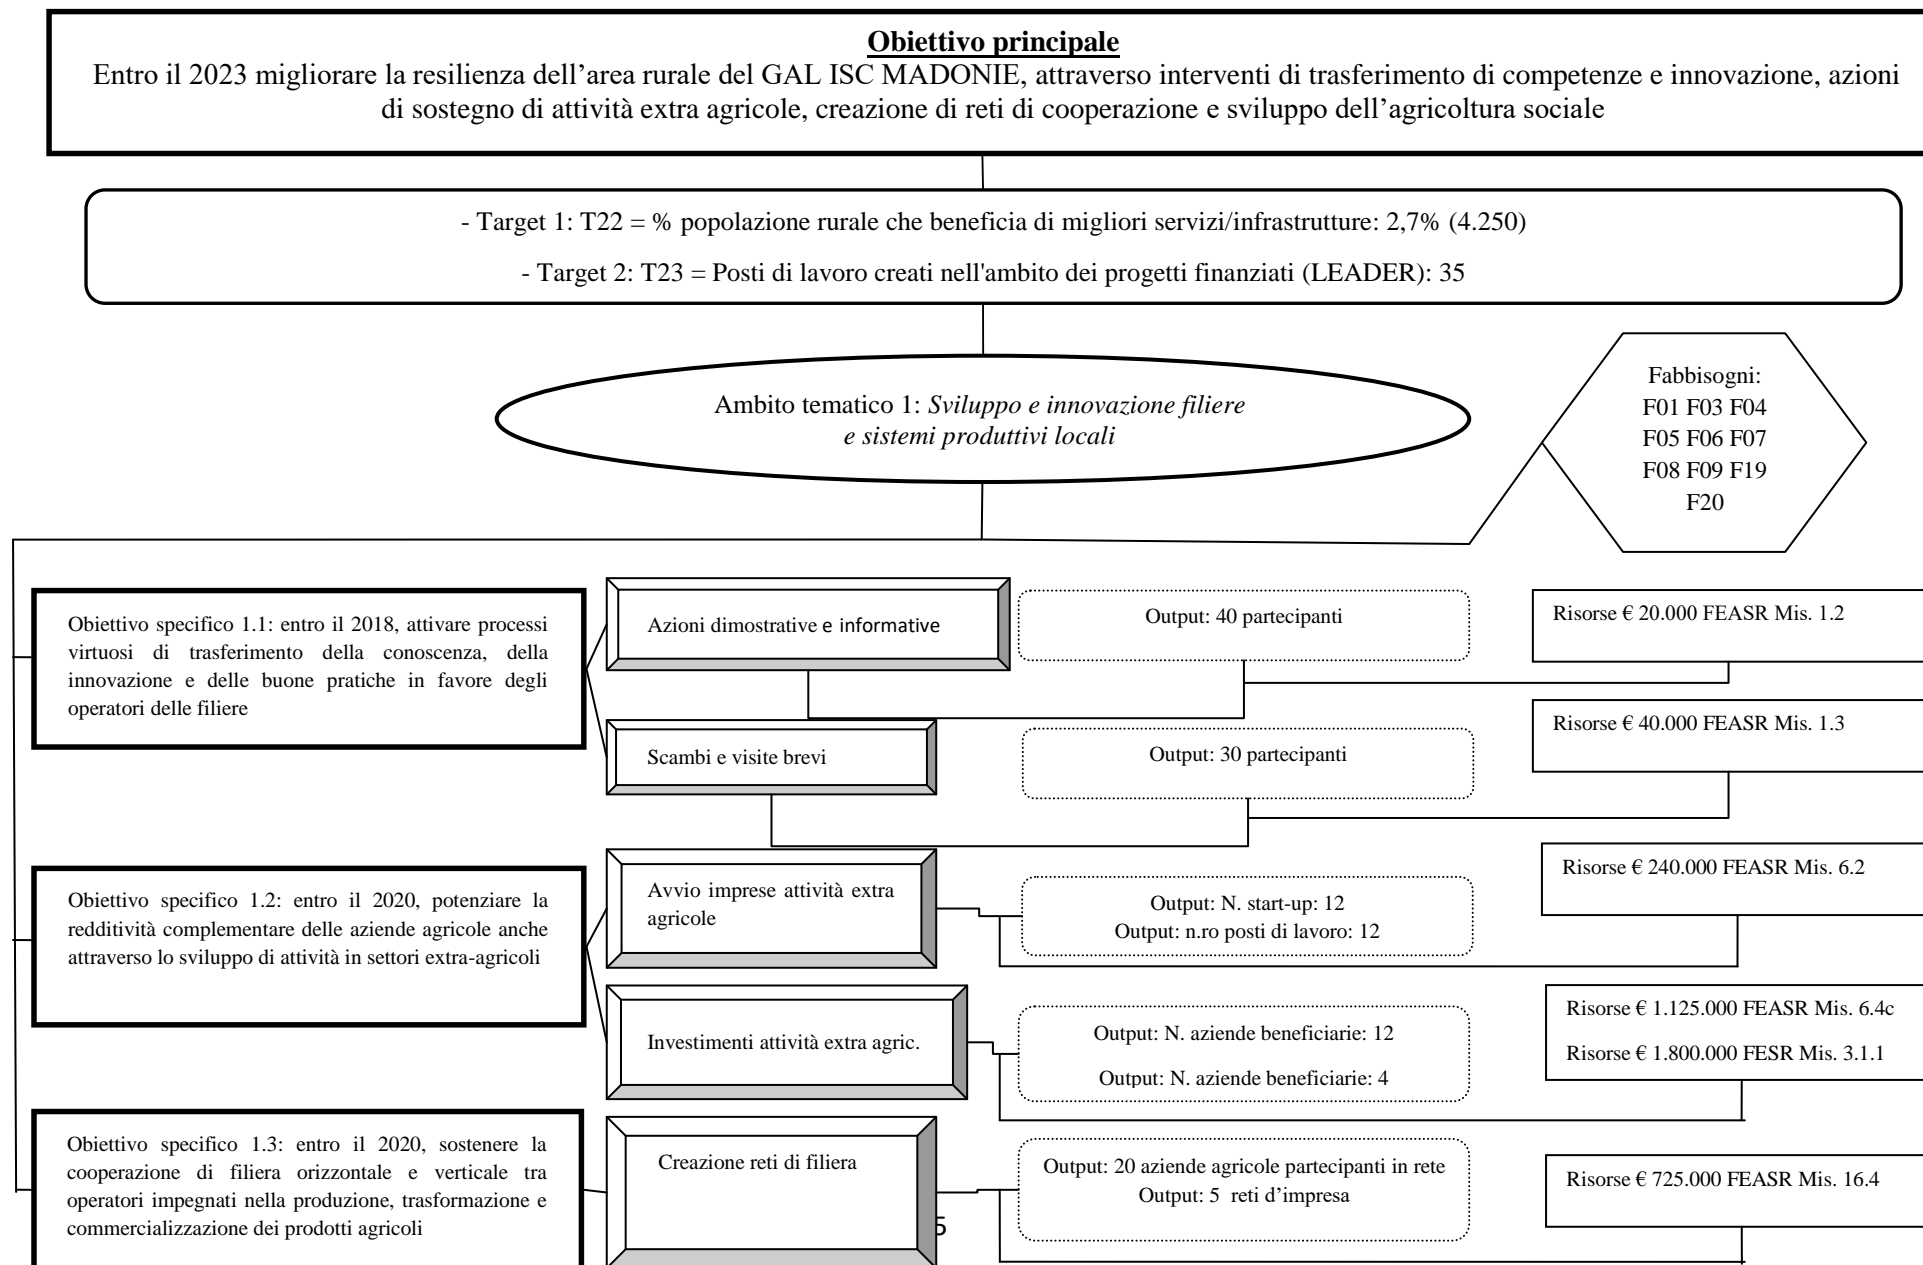 Obiettivo principale
Entro il 2023 migliorare la resilienza dell’area rurale del GAL ISC MADONIE, attraverso interventi di trasferimento di competenze e innovazione, azioni
di sostegno di attività extra agricole, creazione di reti di cooperazione e sviluppo dell’agricoltura sociale
- Target 1: T22 = % popolazione rurale che beneficia di migliori servizi/infrastrutture: 2,7% (4.250)
- Target 2: T23 = Posti di lavoro creati nell'ambito dei progetti finanziati (LEADER): 35
Ambito tematico 1: Sviluppo e innovazione filiere
e sistemi produttivi locali
Fabbisogni:
F01 F03 F04
F05 F06 F07
F08 F09 F19
F20
Obiettivo specifico 1.1: entro il 2018, attivare processi
virtuosi di trasferimento della conoscenza, della
innovazione e delle buone pratiche in favore degli
operatori delle filiere
Azioni dimostrative e informative
Output: 40 partecipanti
Risorse € 20.000 FEASR Mis. 1.2
Scambi e visite brevi
Output: 30 partecipanti
Risorse € 40.000 FEASR Mis. 1.3
Obiettivo specifico 1.2: entro il 2020, potenziare la
redditività complementare delle aziende agricole anche
attraverso lo sviluppo di attività in settori extra-agricoli
Avvio imprese attività extra
agricole
Output: N. start-up: 12
Output: n.ro posti di lavoro: 12
Risorse € 240.000 FEASR Mis. 6.2
Investimenti attività extra agric.
Output: N. aziende beneficiarie: 12
Output: N. aziende beneficiarie: 4
Risorse € 1.125.000 FEASR Mis. 6.4c
Risorse € 1.800.000 FESR Mis. 3.1.1
Obiettivo specifico 1.3: entro il 2020, sostenere la
cooperazione di filiera orizzontale e verticale tra
operatori impegnati nella produzione, trasformazione e
commercializzazione dei prodotti agricoli
Creazione reti di filiera
Output: 20 aziende agricole partecipanti in rete
Output: 5 reti d’impresa
Risorse € 725.000 FEASR Mis. 16.4
5